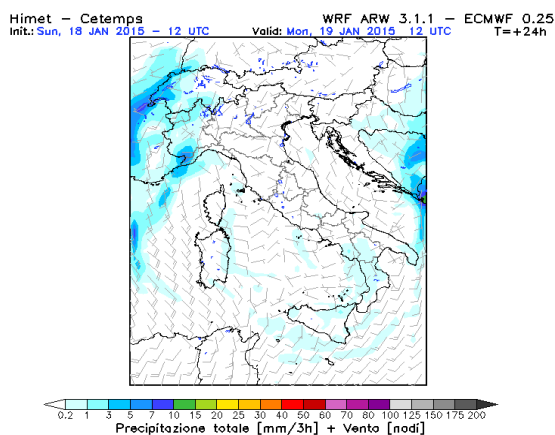 Himet – Cetemps WRF ARW 3.1.1 – ECMWF 0.25
Init.: Sun, 18 JAN 2015 – 12 UTC Valid: Mon, 19 JAN 2015 12 UTC T=+24h
0.2 1 3 5 7 10 15 20 25 30 40 50 60 70 80 100 125 150 175 200
Precipitazione totale [mm/3h] + Vento [nodi]